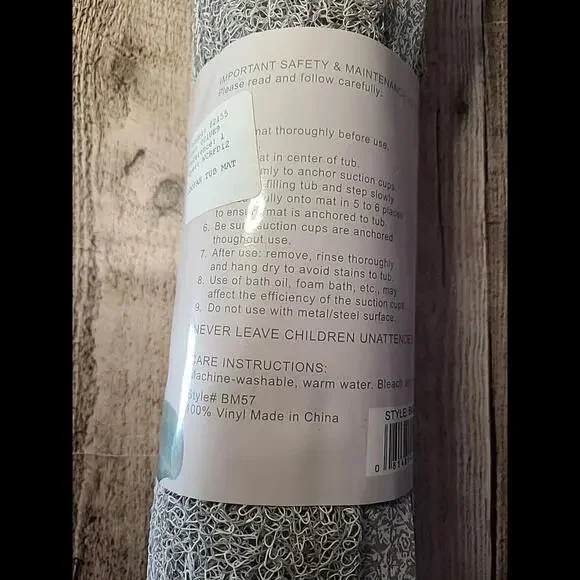 IMPORTANT SAFETY & MAINTENANCE
Please read and follow carefully:
mat thoroughly before use.
at in center of tub.
mly to anchor suction cups.
filling tub and step slowly
onto mat in 5 to 6 places
to ensure mat is anchored to tub.
6. Be sure suction cups are anchored
thoughout use.
7. After use: remove, rinse thoroughly
and hang dry to avoid stains to tub.
8. Use of bath oil, foam bath, etc., may
affect the efficiency of the suction cups
9. Do not use with metal/steel surface.
NEVER LEAVE CHILDREN UNATTENDED
CARE INSTRUCTIONS:
Machine-washable, warm water. Bleach
Style# BM57
100% Vinyl Made in China
STYLE:
TUB MAT